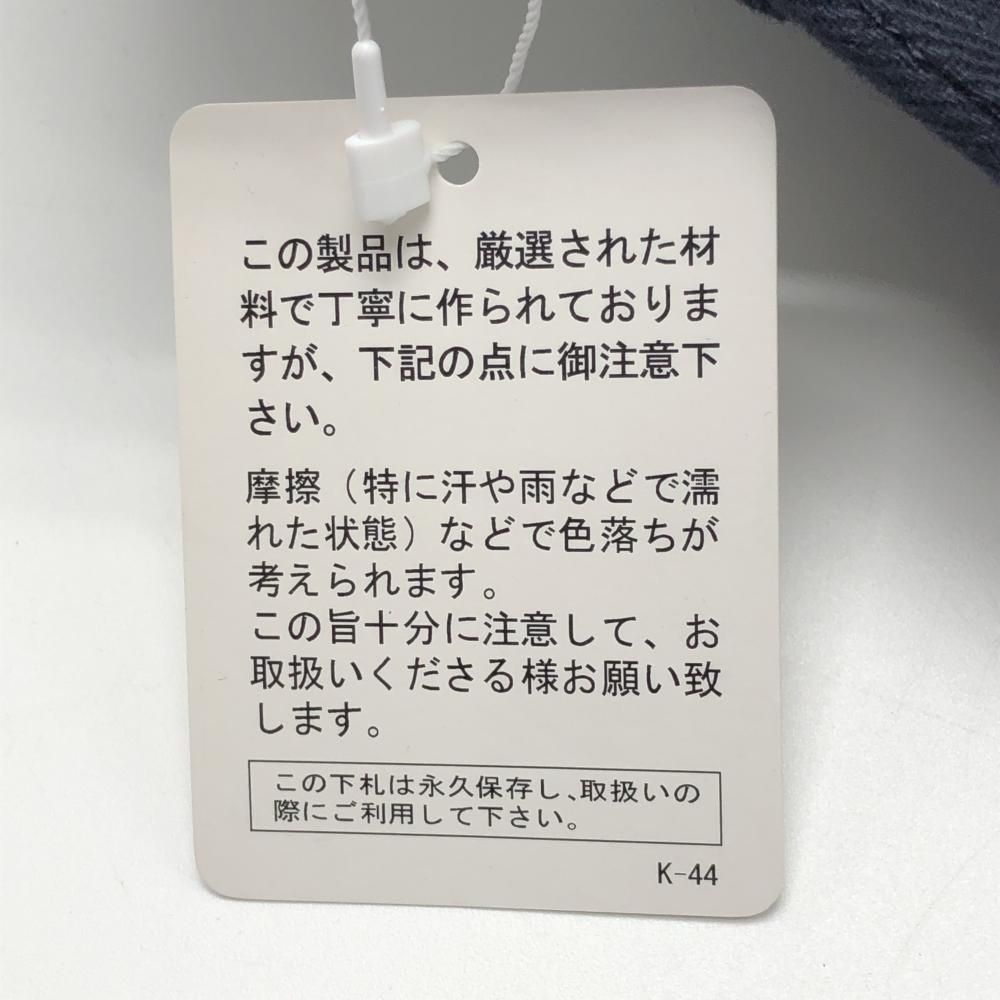 この製品は、厳選された材
料で丁寧に作られておりま
すが、下記の点に御注意下
さい。
摩擦（特に汗や雨などで濡
れた状態）などで色落ちが
考えられます。
この旨十分に注意して、お
取扱いくださる様お願い致
します。
この下札は永久保存し、取扱いの
際にご利用して下さい。
K-44